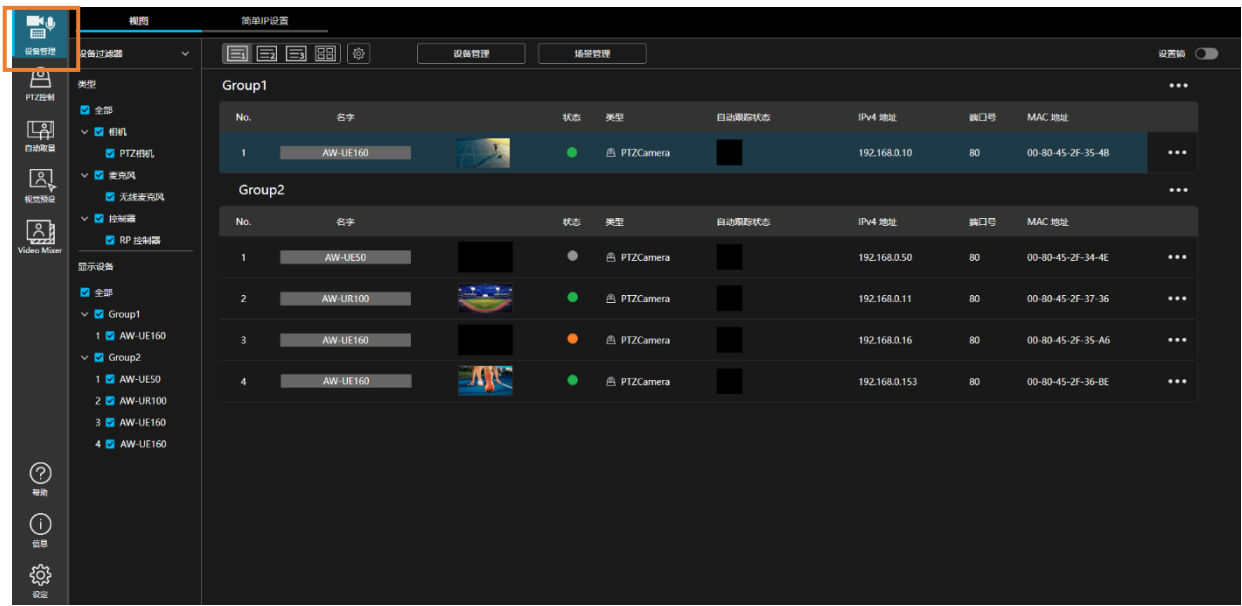 视图 简单IP设置
设备管理
PTZ控制
自动取景
视觉预设
Video Mixer
帮助
信息
设定
设备过滤器
类型
全部
相机
PTZ相机
麦克风
无线麦克风
控制器
RP 控制器
显示设备
全部
Group1
1 AW-UE160
Group2
1 AW-UE50
2 AW-UR100
3 AW-UE160
4 AW-UE160
1 2 3 设备管理 场景管理 设置锁
Group1
No. 名字 状态 类型 自动跟踪状态 IPv4 地址 端口号 MAC 地址
1 AW-UE160 PTZCamera 192.168.0.10 80 00-80-45-2F-35-4B
Group2
No. 名字 状态 类型 自动跟踪状态 IPv4 地址 端口号 MAC 地址
1 AW-UE50 PTZCamera 192.168.0.50 80 00-80-45-2F-34-4E
2 AW-UR100 PTZCamera 192.168.0.11 80 00-80-45-2F-37-36
3 AW-UE160 PTZCamera 192.168.0.16 80 00-80-45-2F-35-A6
4 AW-UE160 PTZCamera 192.168.0.153 80 00-80-45-2F-36-BE